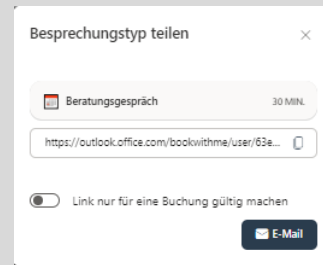 Besprechungstyp teilen
Beratungsgespräch 30 MIN.
https://outlook.office.com/bookwithme/user/63e...
Link nur für eine Buchung gültig machen
E-Mail